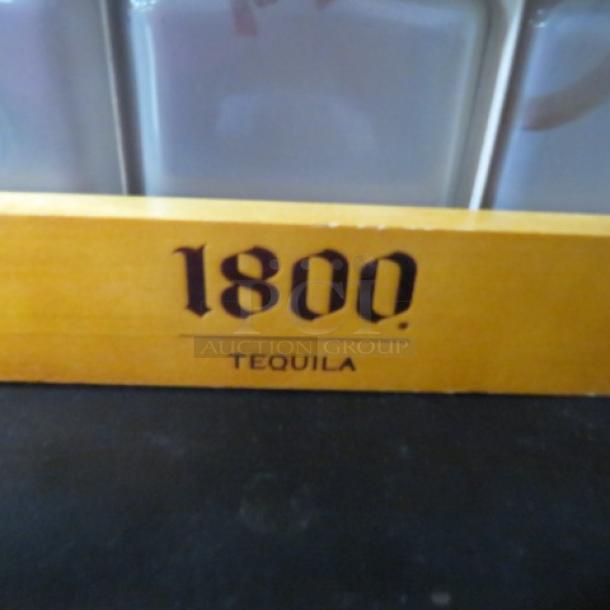 1800
TEQUILA
PCI
AUCTION GROUP